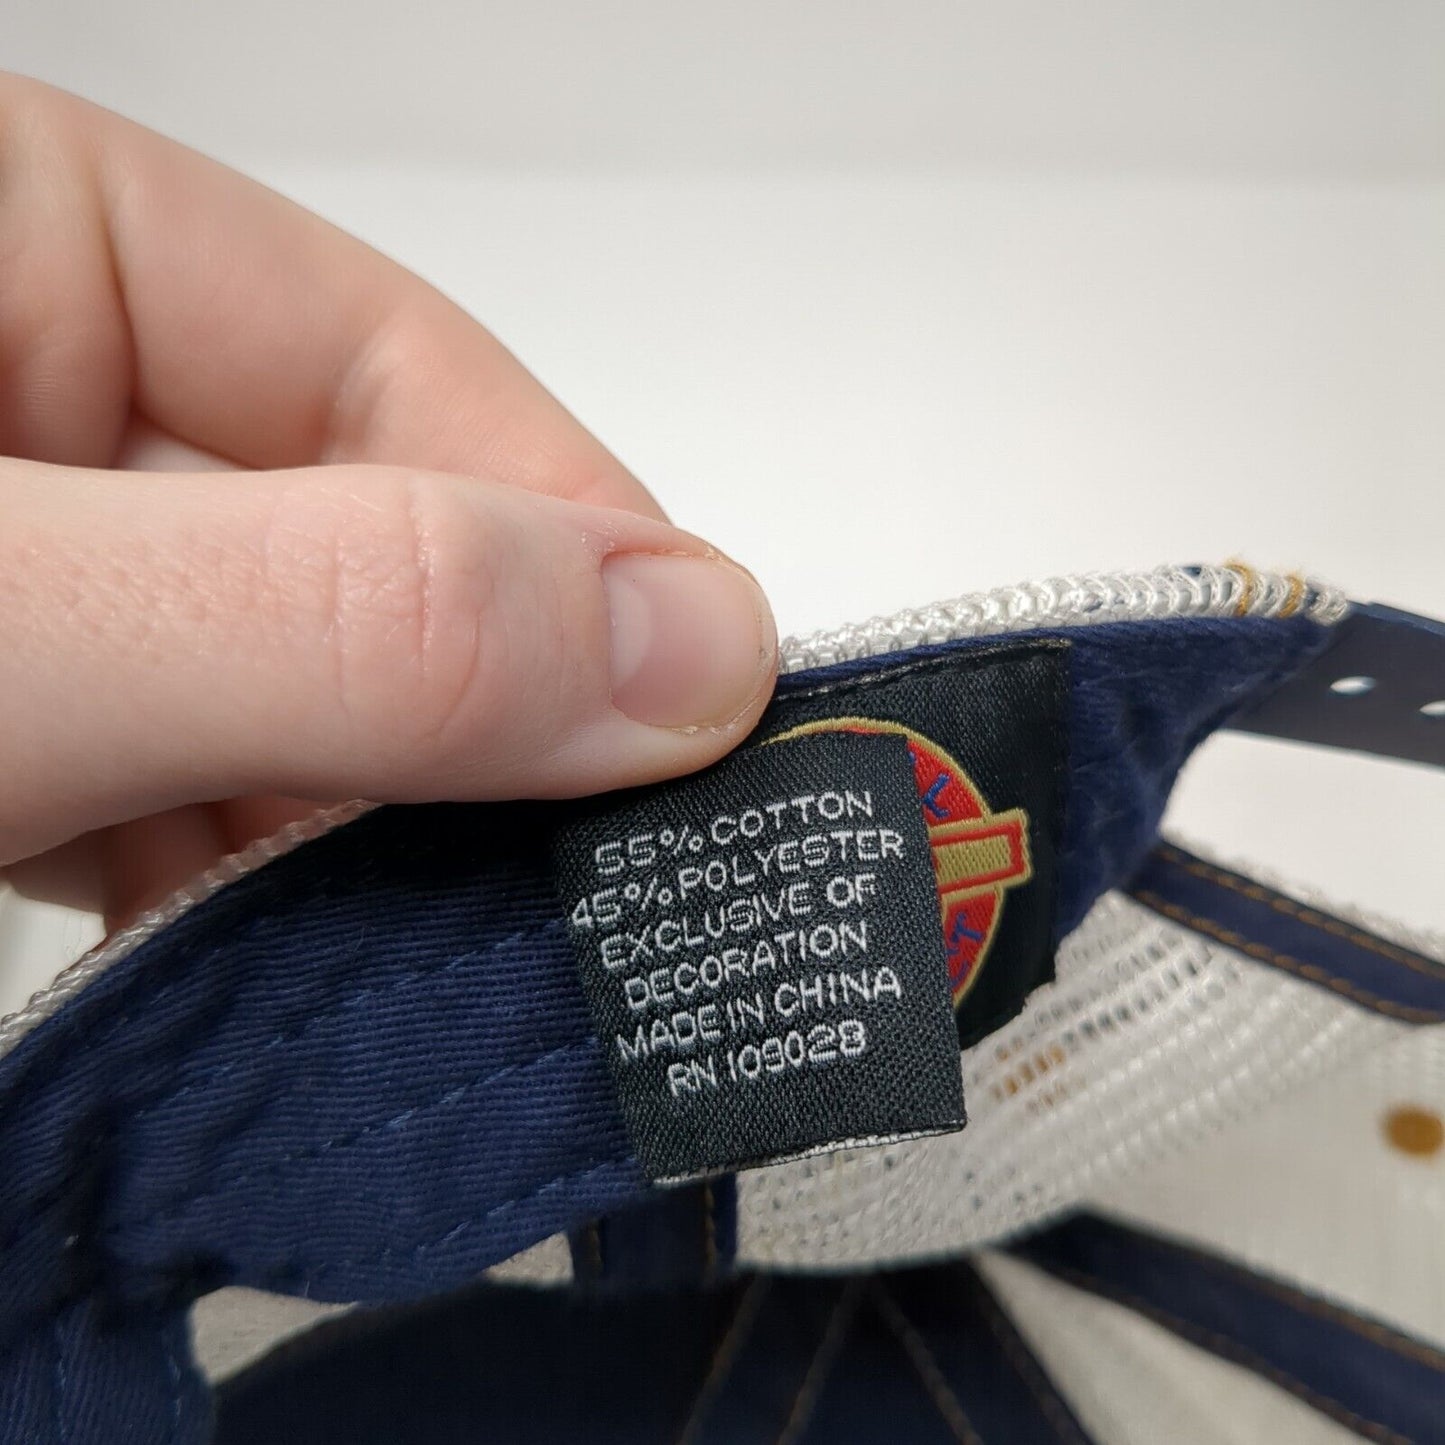 55% COTTON
45% POLYESTER
EXCLUSIVE OF
DECORATION
MADE IN CHINA
RN 109028